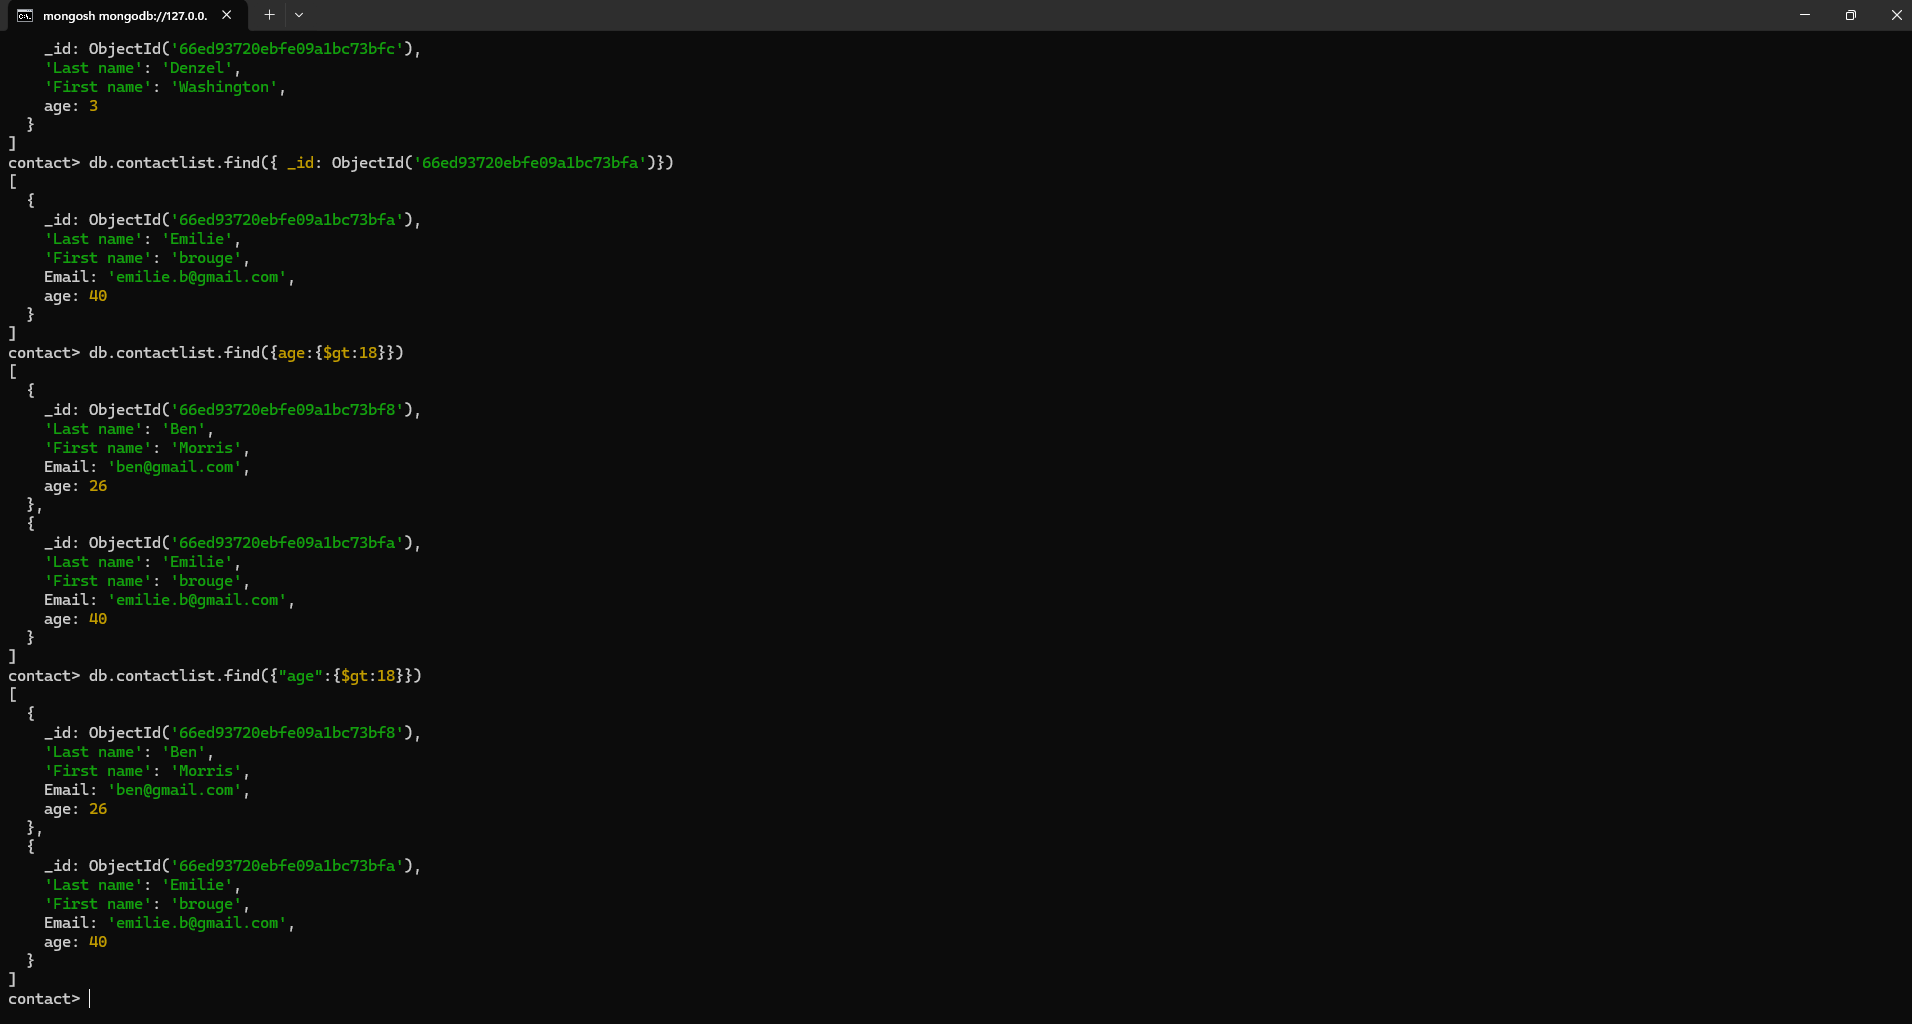 mongosh mongodb://127.0.0.
    _id: ObjectId('66ed93720ebfe09a1bc73bfc'),
    'Last name': 'Denzel',
    'First name': 'Washington',
    age: 3
  }
]
contact> db.contactlist.find({ _id: ObjectId('66ed93720ebfe09a1bc73bfa')})
[
  {
    _id: ObjectId('66ed93720ebfe09a1bc73bfa'),
    'Last name': 'Emilie',
    'First name': 'brouge',
    Email: 'emilie.b@gmail.com',
    age: 40
  }
]
contact> db.contactlist.find({age:{$gt:18}})
[
  {
    _id: ObjectId('66ed93720ebfe09a1bc73bf8'),
    'Last name': 'Ben',
    'First name': 'Morris',
    Email: 'ben@gmail.com',
    age: 26
  },
  {
    _id: ObjectId('66ed93720ebfe09a1bc73bfa'),
    'Last name': 'Emilie',
    'First name': 'brouge',
    Email: 'emilie.b@gmail.com',
    age: 40
  }
]
contact> db.contactlist.find({"age":{$gt:18}})
[
  {
    _id: ObjectId('66ed93720ebfe09a1bc73bf8'),
    'Last name': 'Ben',
    'First name': 'Morris',
    Email: 'ben@gmail.com',
    age: 26
  },
  {
    _id: ObjectId('66ed93720ebfe09a1bc73bfa'),
    'Last name': 'Emilie',
    'First name': 'brouge',
    Email: 'emilie.b@gmail.com',
    age: 40
  }
]
contact>